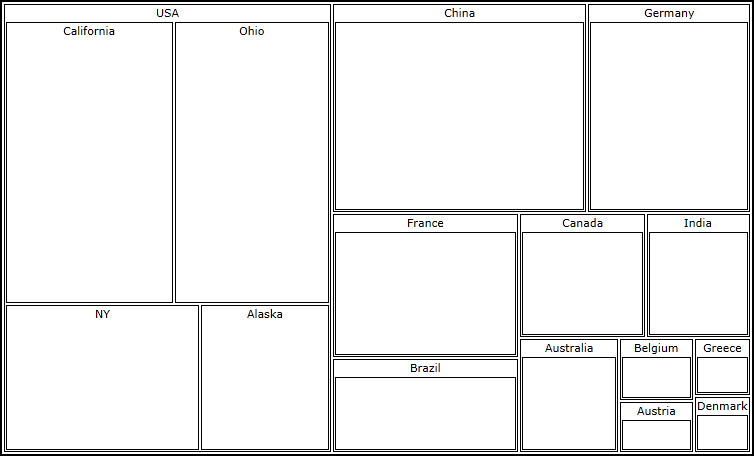 USA
California
Ohio
NY
Alaska
China
Germany
France
Brazil
Canada
India
Australia
Belgium
Austria
Greece
Denmark